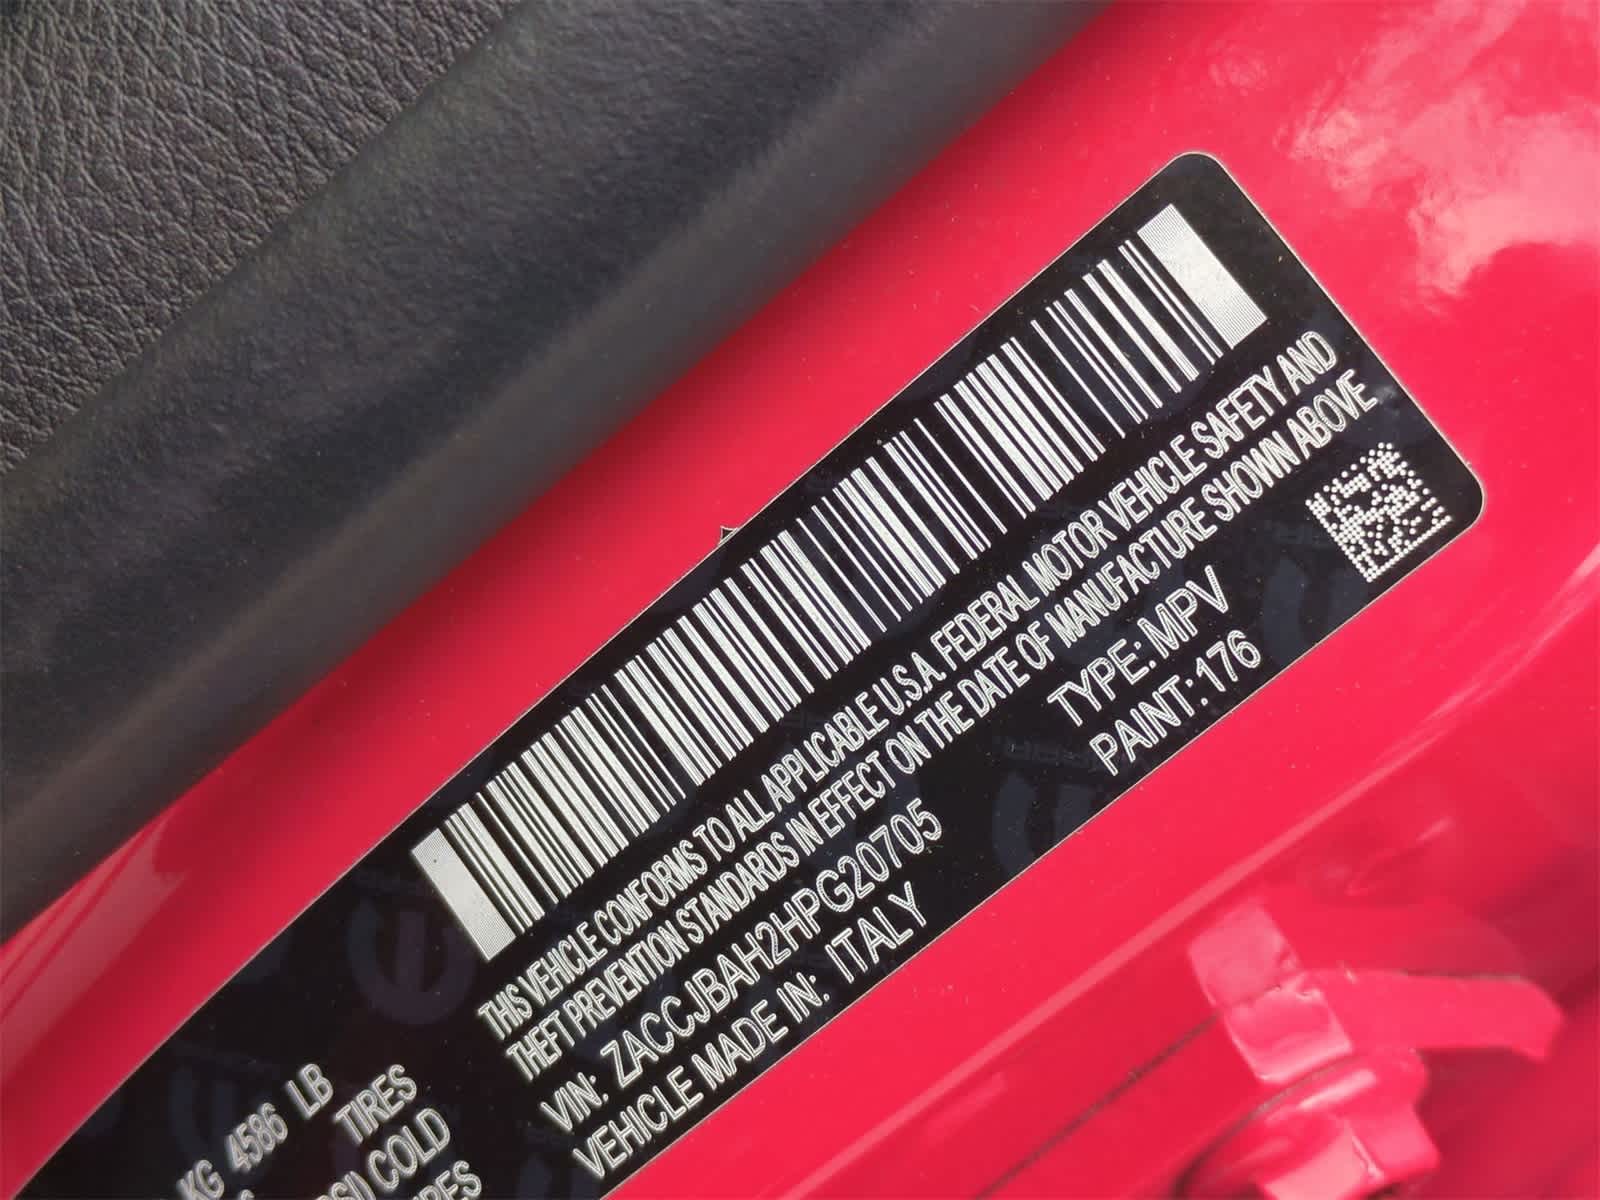 THIS VEHICLE CONFORMS TO ALL APPLICABLE U.S.A. FEDERAL MOTOR VEHICLE SAFETY AND
THEFT PREVENTION STANDARDS IN EFFECT ON THE DATE OF MANUFACTURE SHOWN ABOVE
VIN: ZACCJBAH2HPG20705
TYPE: MPV
VEHICLE MADE IN: ITALY
PAINT: 176
KG 4586 LB
TIRES
COLD